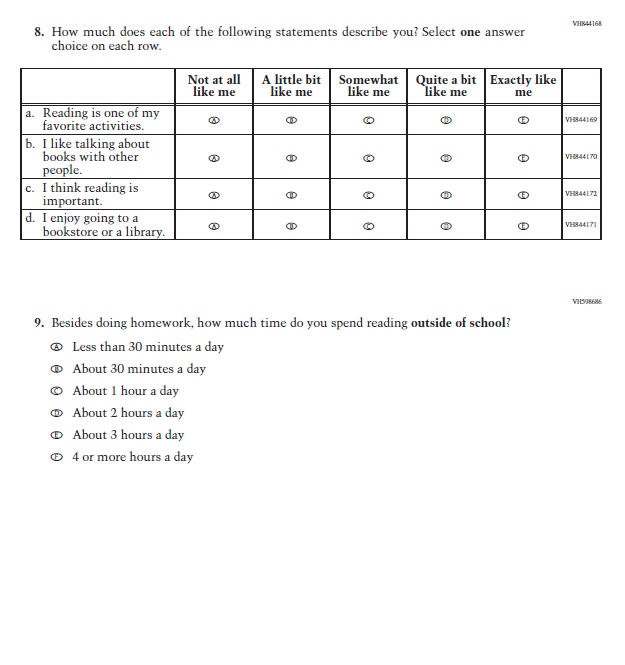 VH844168
8. How much does each of the following statements describe you? Select one answer
choice on each row.
Not at all like me A little bit like me Somewhat like me Quite a bit like me Exactly like me
a. Reading is one of my
favorite activities. A B C D E VH844169
b. I like talking about
books with other
people. A B C D E VH844170
c. I think reading is
important. A B C D E VH844172
d. I enjoy going to a
bookstore or a library. A B C D E VH844171
VH598686
9. Besides doing homework, how much time do you spend reading outside of school?
A Less than 30 minutes a day
B About 30 minutes a day
C About 1 hour a day
D About 2 hours a day
E About 3 hours a day
F 4 or more hours a day